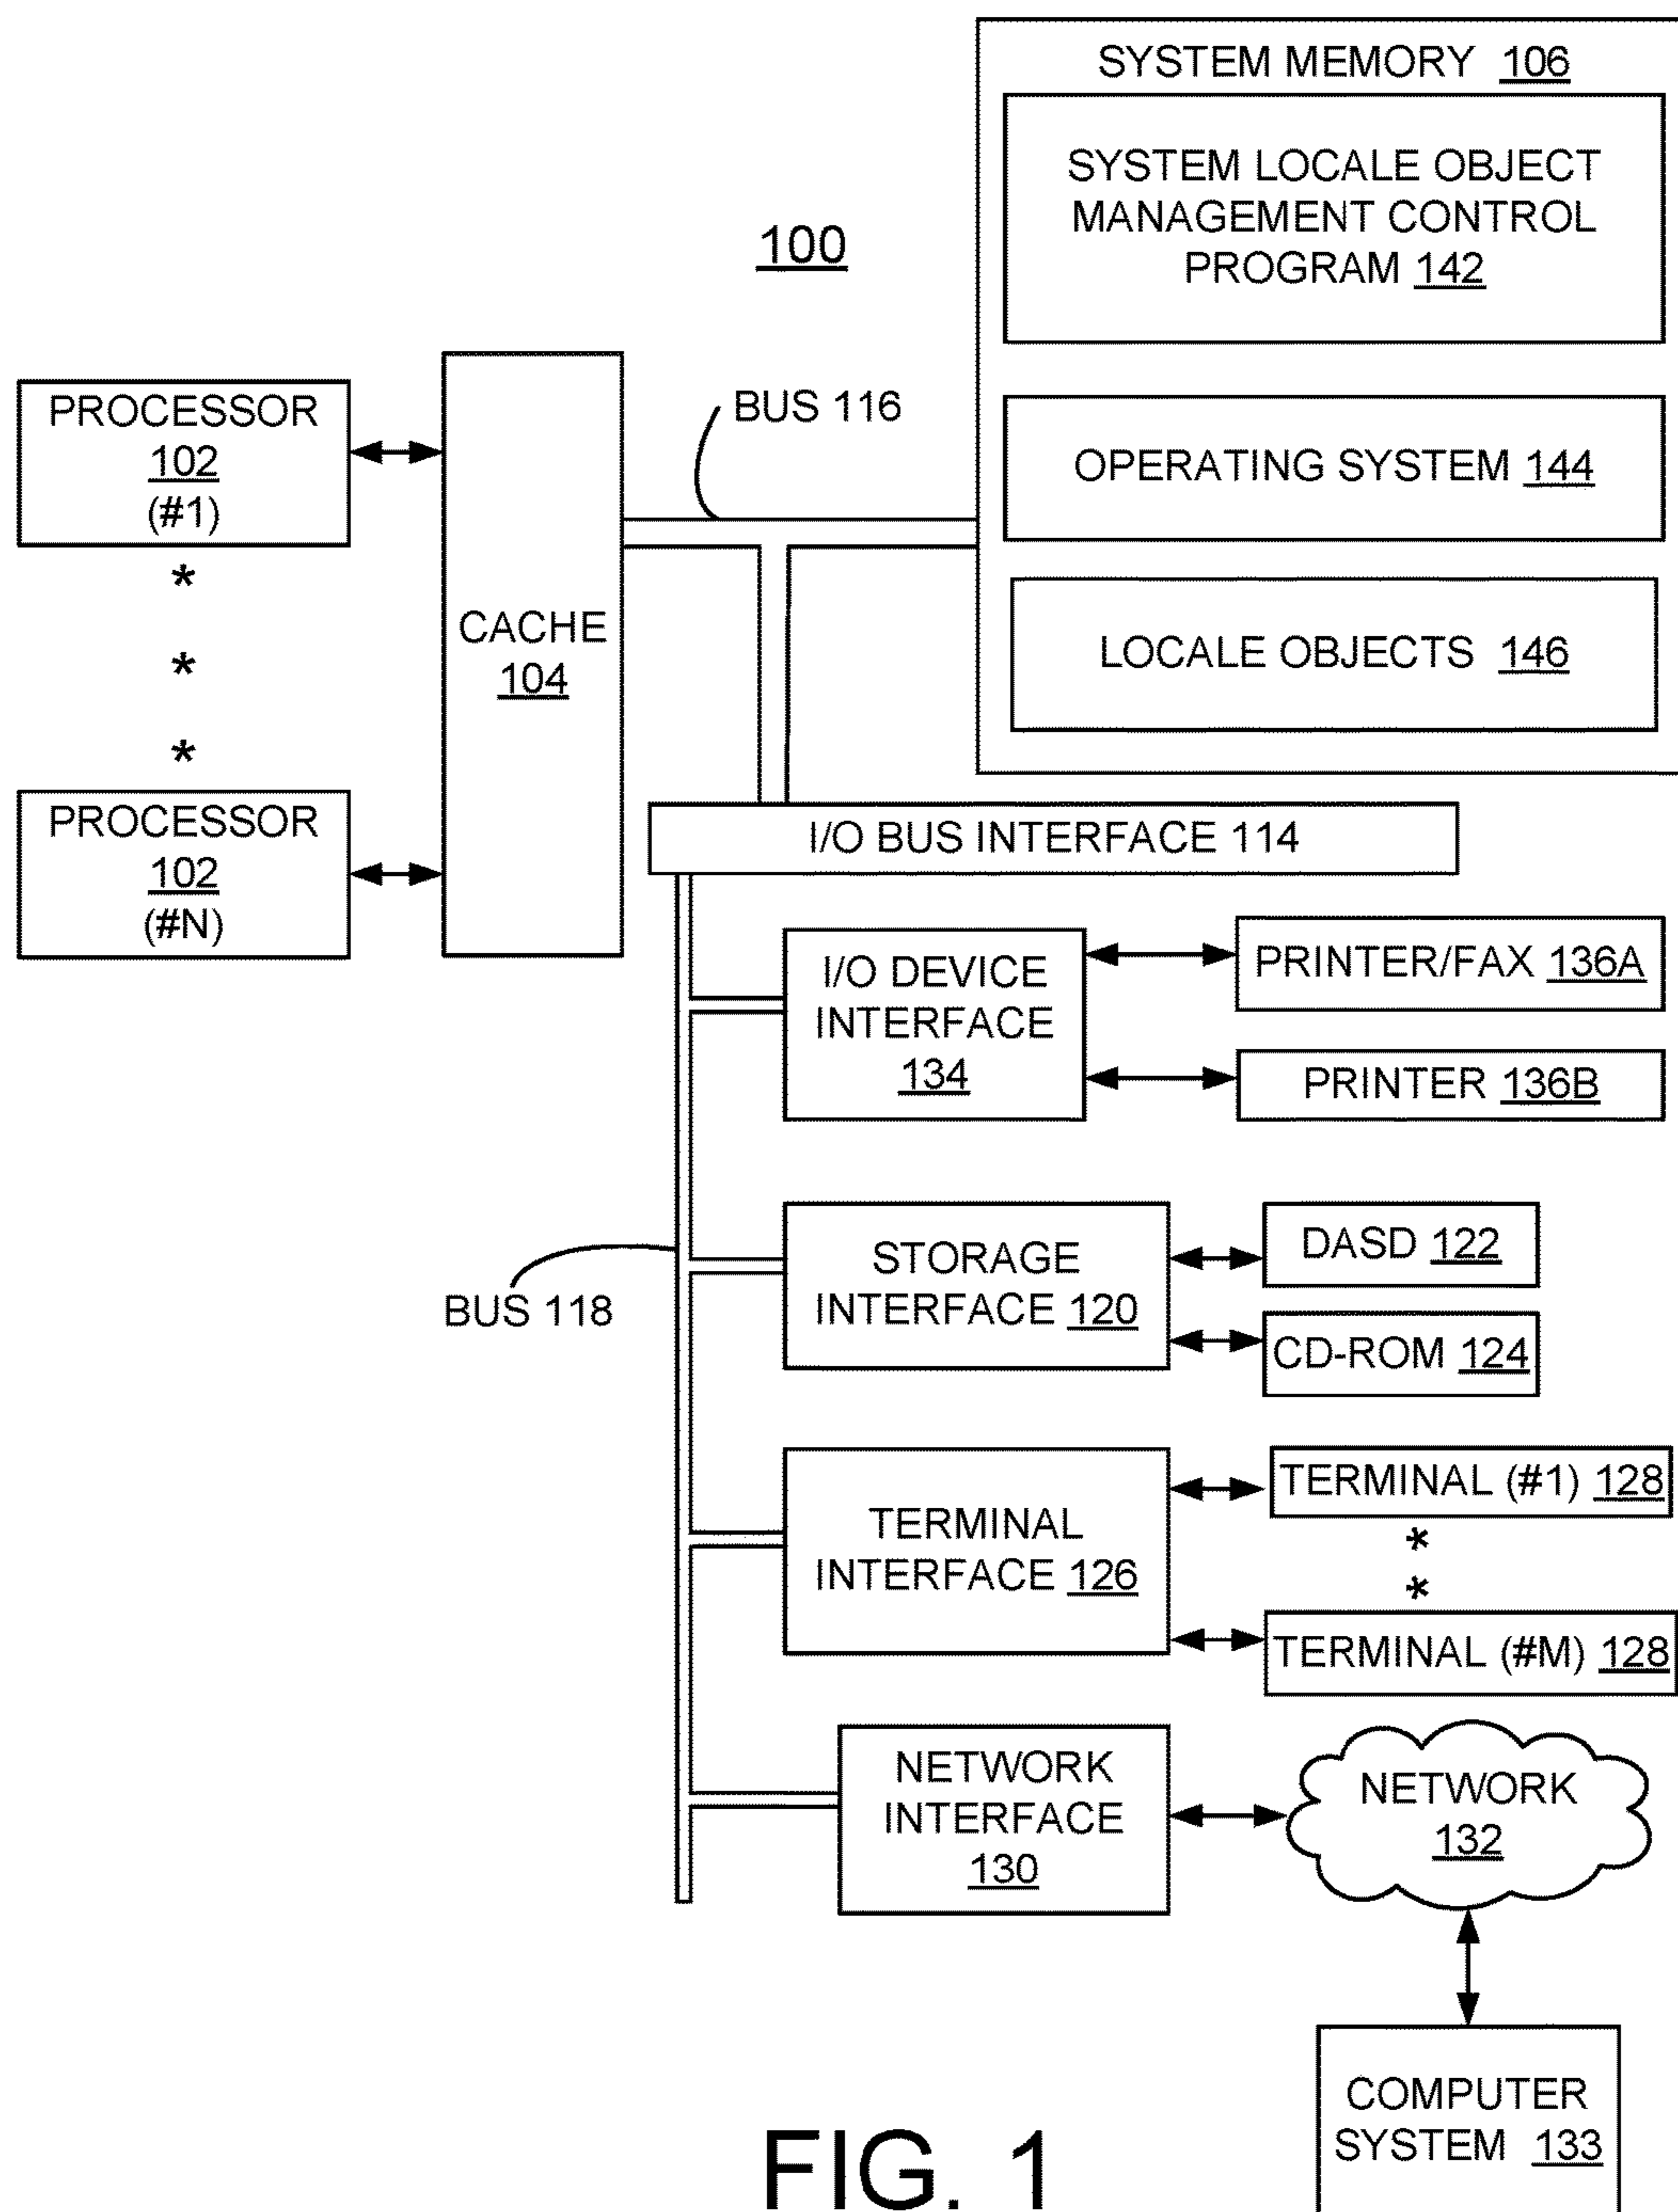 SYSTEM MEMORY 106
SYSTEM LOCALE OBJECT
MANAGEMENT CONTROL
PROGRAM 142
100
BUS 116
OPERATING SYSTEM 144
LOCALE OBJECTS 146
PROCESSOR
102
(#1)
*
*
*
PROCESSOR
102
(#N)
CACHE
104
I/O BUS INTERFACE 114
I/O DEVICE
INTERFACE
134
PRINTER/FAX 136A
PRINTER 136B
BUS 118
STORAGE
INTERFACE 120
DASD 122
CD-ROM 124
TERMINAL
INTERFACE 126
TERMINAL (#1) 128
*
*
TERMINAL (#M) 128
NETWORK
INTERFACE
130
NETWORK
132
COMPUTER
SYSTEM 133
FIG. 1